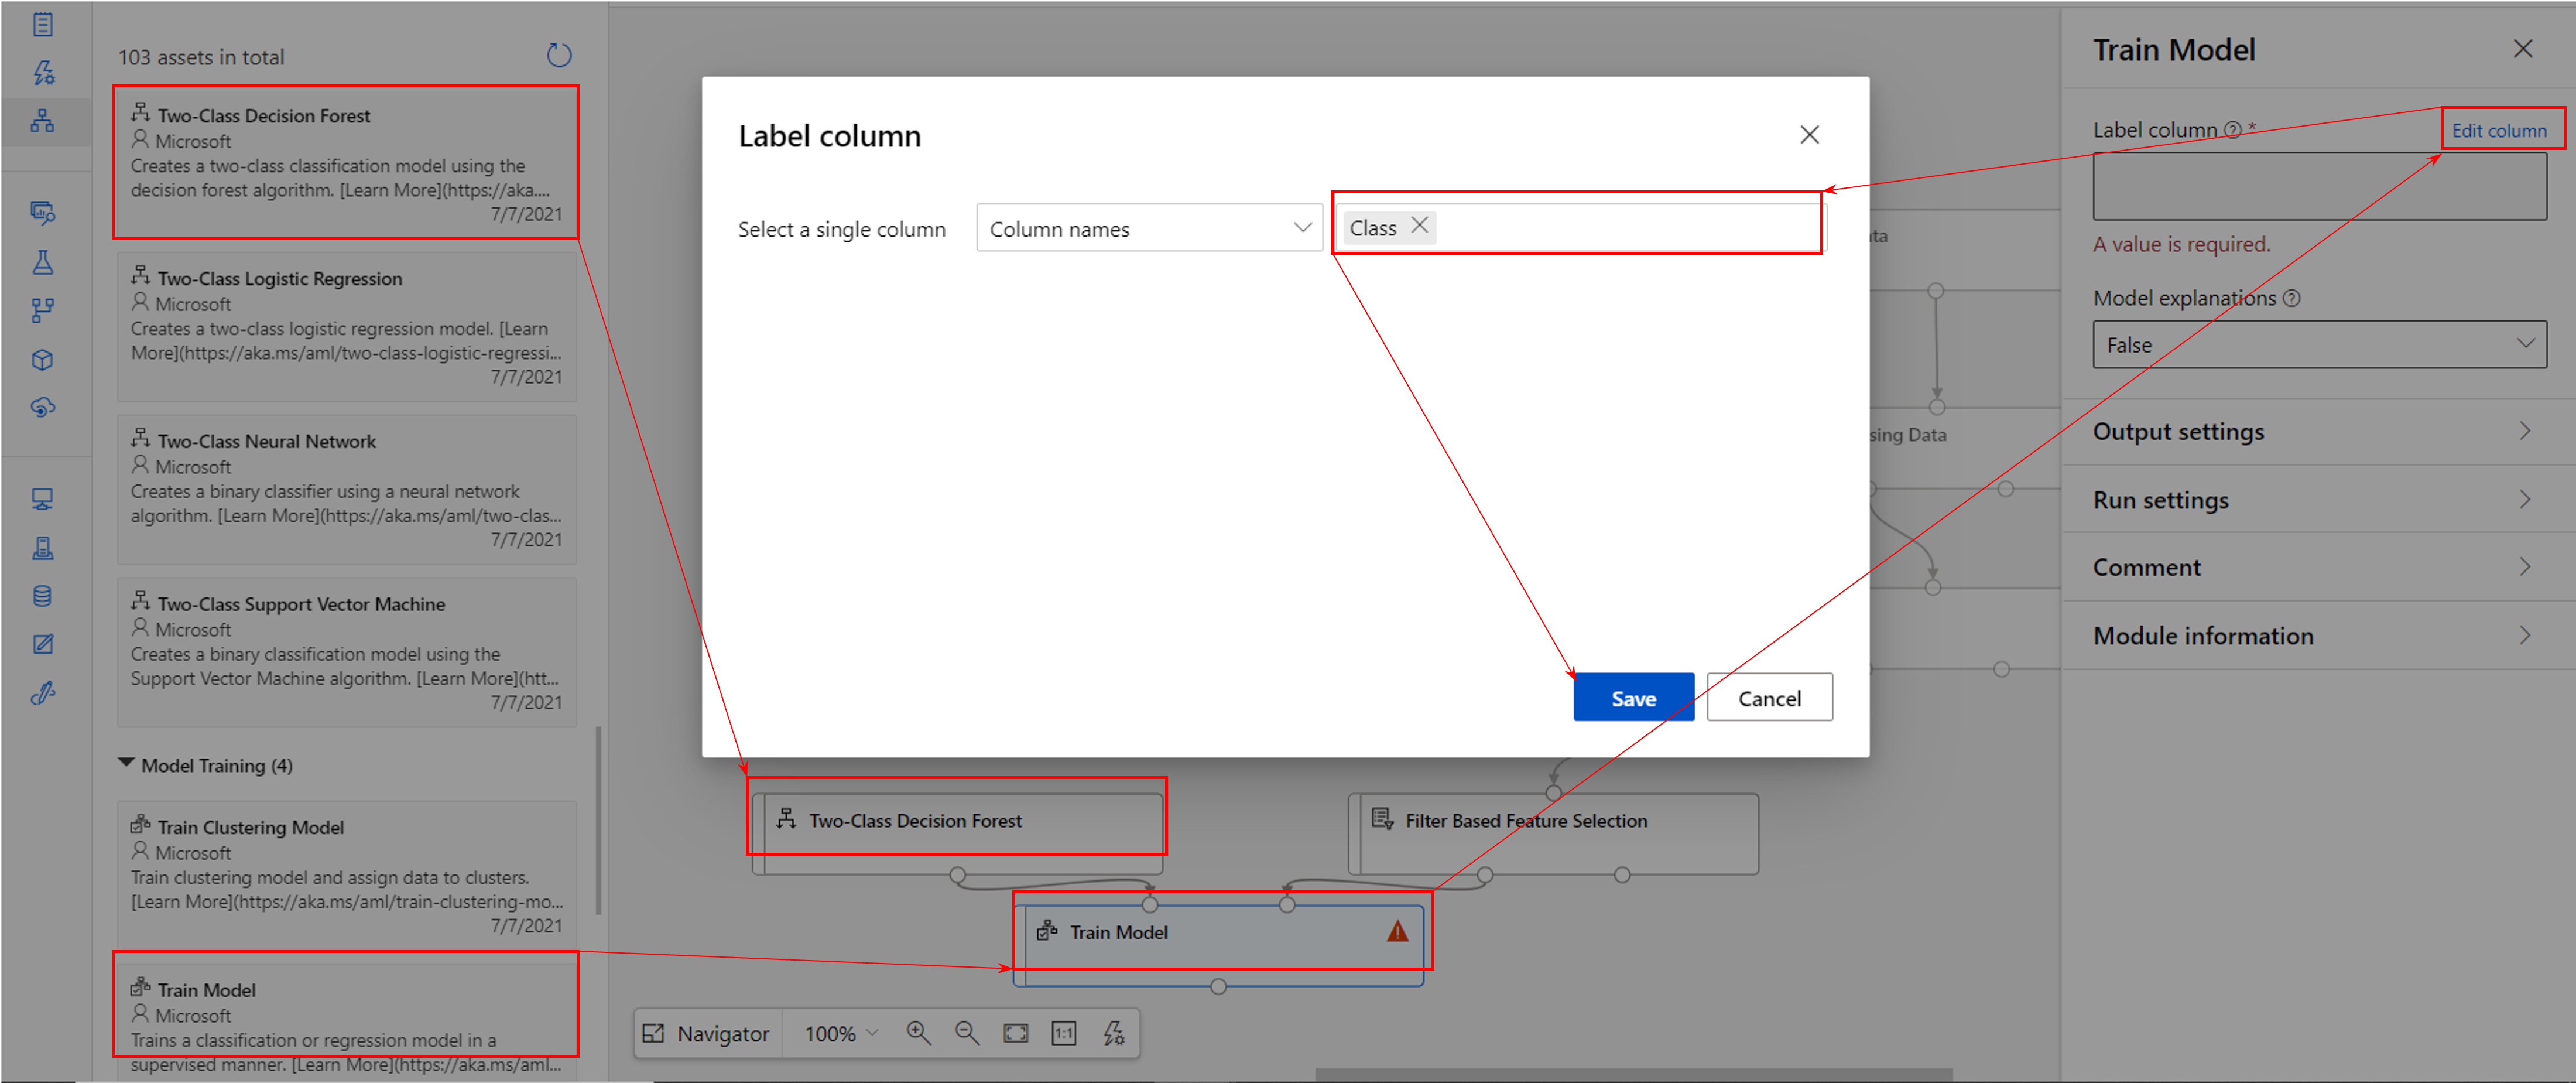 103 assets in total
Two-Class Decision Forest
Microsoft
Creates a two-class classification model using the
decision forest algorithm. [Learn More](https://aka....
7/7/2021
Two-Class Logistic Regression
Microsoft
Creates a two-class logistic regression model. [Learn
More](https://aka.ms/aml/two-class-logistic-regressi...
7/7/2021
Two-Class Neural Network
Microsoft
Creates a binary classifier using a neural network
algorithm. [Learn More](https://aka.ms/aml/two-clas...
7/7/2021
Two-Class Support Vector Machine
Microsoft
Creates a binary classification model using the
Support Vector Machine algorithm. [Learn More](htt...
7/7/2021
Model Training (4)
Train Clustering Model
Microsoft
Train clustering model and assign data to clusters.
[Learn More](https://aka.ms/aml/train-clustering-mo...
7/7/2021
Train Model
Microsoft
Trains a classification or regression model in a
supervised manner. [Learn More](https://aka.ms/aml...
Label column
Select a single column
Column names
Class
Save
Cancel
ata
sing Data
Two-Class Decision Forest
Filter Based Feature Selection
Train Model
Navigator
100%
1:1
Train Model
Label column ? *
Edit column
A value is required.
Model explanations ?
False
Output settings
Run settings
Comment
Module information